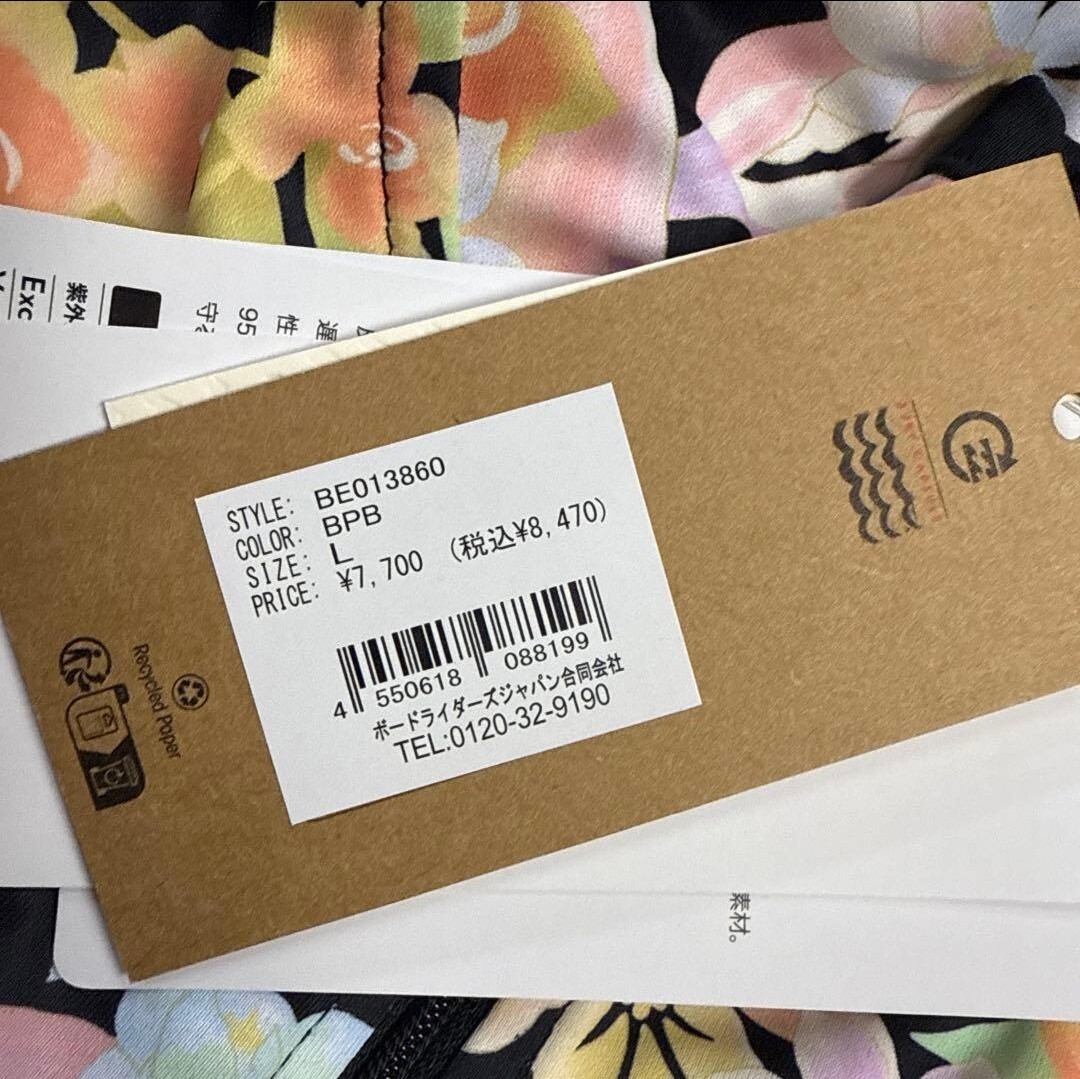 STYLE: BE013860
COLOR: BPB
SIZE: L
PRICE: ¥7,700 (税込¥8,470)
4 550618 088199
ボードライダーズジャパン合同会社
TEL:0120-32-9190
Recycled Paper
紫外
Exc
遮
性
95
素材。